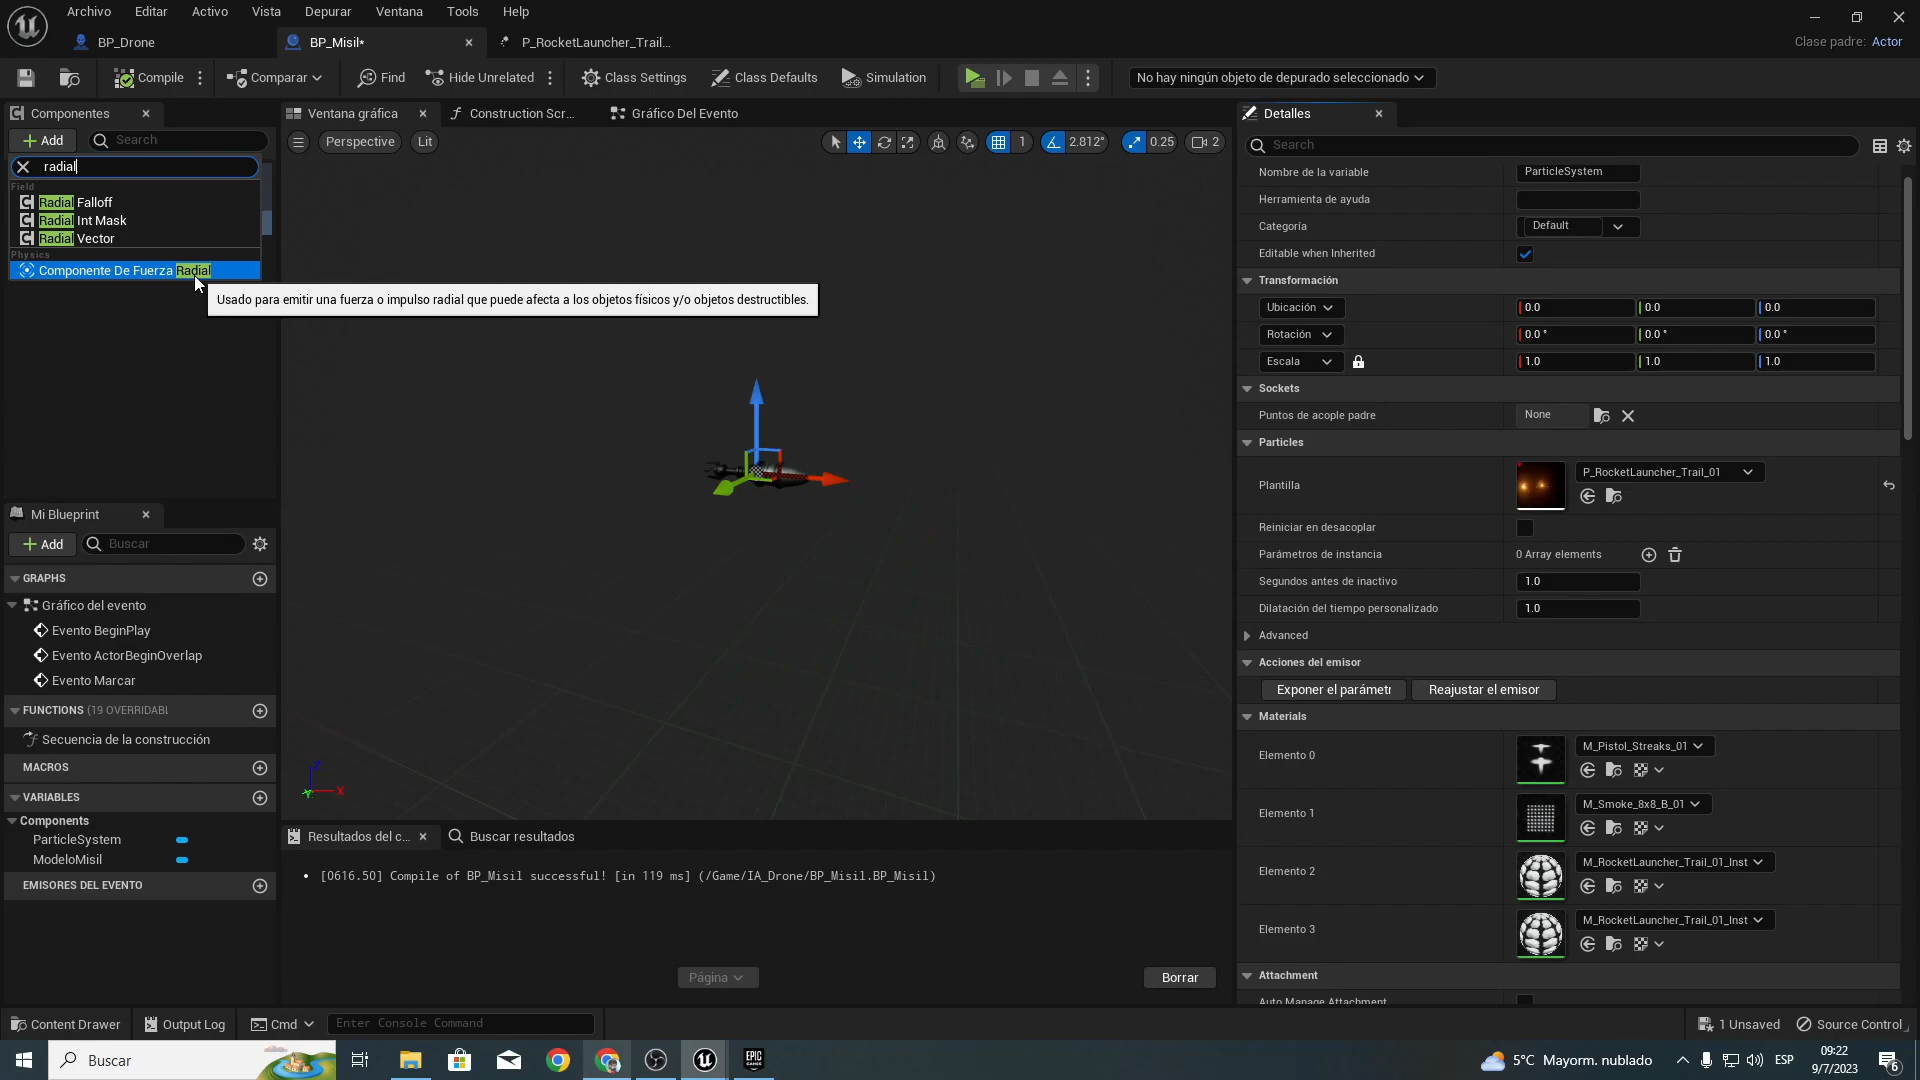 Archivo Editar Activo Vista Depurar Ventana Tools Help
BP_Drone BP_Misil* P_RocketLauncher_Trail... Clase padre: Actor
Compile Comparar Find Hide Unrelated Class Settings Class Defaults Simulation No hay ningún objeto de depurado seleccionado
Componentes
Add Search
radial
Field
Radial Falloff
Radial Int Mask
Radial Vector
Physics
Componente De Fuerza Radial
Usado para emitir una fuerza o impulso radial que puede afecta a los objetos físicos y/o objetos destructibles.
Ventana gráfica Construction Scr... Gráfico Del Evento
Perspective Lit 1 2.812° 0.25 2
Z
X
Y
Mi Blueprint
Add Buscar
GRAPHS
Gráfico del evento
Evento BeginPlay
Evento ActorBeginOverlap
Evento Marcar
FUNCTIONS (19 OVERRIDABL
Secuencia de la construcción
MACROS
VARIABLES
Components
ParticleSystem
ModeloMisil
EMISORES DEL EVENTO
Resultados del c... Buscar resultados
[0616.50] Compile of BP_Misil successful! [in 119 ms] (/Game/IA_Drone/BP_Misil.BP_Misil)
Página Borrar
Detalles
Search
Nombre de la variable ParticleSystem
Herramienta de ayuda
Categoría Default
Editable when Inherited
Transformación
Ubicación 0.0 0.0 0.0
Rotación 0.0 ° 0.0 ° 0.0 °
Escala 1.0 1.0 1.0
Sockets
Puntos de acople padre None
Particles
Plantilla P_RocketLauncher_Trail_01
Reiniciar en desacoplar
Parámetros de instancia 0 Array elements
Segundos antes de inactivo 1.0
Dilatación del tiempo personalizado 1.0
Advanced
Acciones del emisor
Exponer el parámetr Reajustar el emisor
Materials
Elemento 0 M_Pistol_Streaks_01
Elemento 1 M_Smoke_8x8_B_01
Elemento 2 M_RocketLauncher_Trail_01_Inst
Elemento 3 M_RocketLauncher_Trail_01_Inst
Attachment
Auto Manage Attachment
Content Drawer Output Log Cmd Enter Console Command 1 Unsaved Source Control
Buscar EPIC GAMES 5°C Mayorm. nublado ESP 09:22
9/7/2023 6